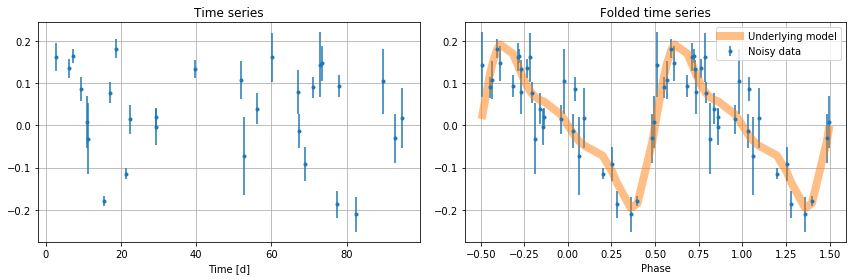 Time series
0.2
0.1
0.0
−0.1
−0.2
0 20 40 60 80
Time [d]
Folded time series
Underlying model
Noisy data
0.2
0.1
0.0
−0.1
−0.2
−0.50 −0.25 0.00 0.25 0.50 0.75 1.00 1.25 1.50
Phase